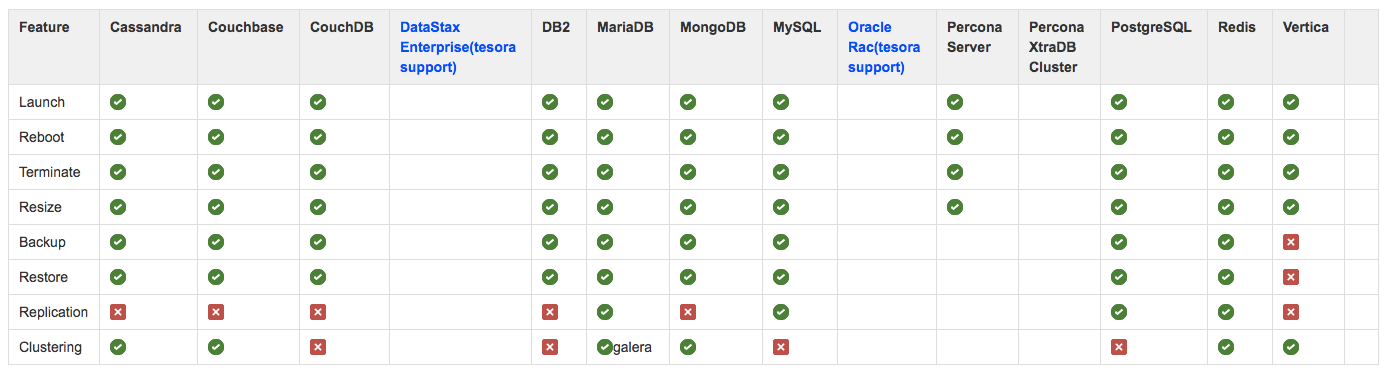 Feature Cassandra Couchbase CouchDB DataStax DB2 MariaDB MongoDB MySQL Oracle Percona Percona PostgreSQL Redis Vertica
Enterprise(tesora Rac(tesora Server XtraDB
support) support) Cluster
Launch
Reboot
Terminate
Resize
Backup
Restore
Replication
Clustering galera